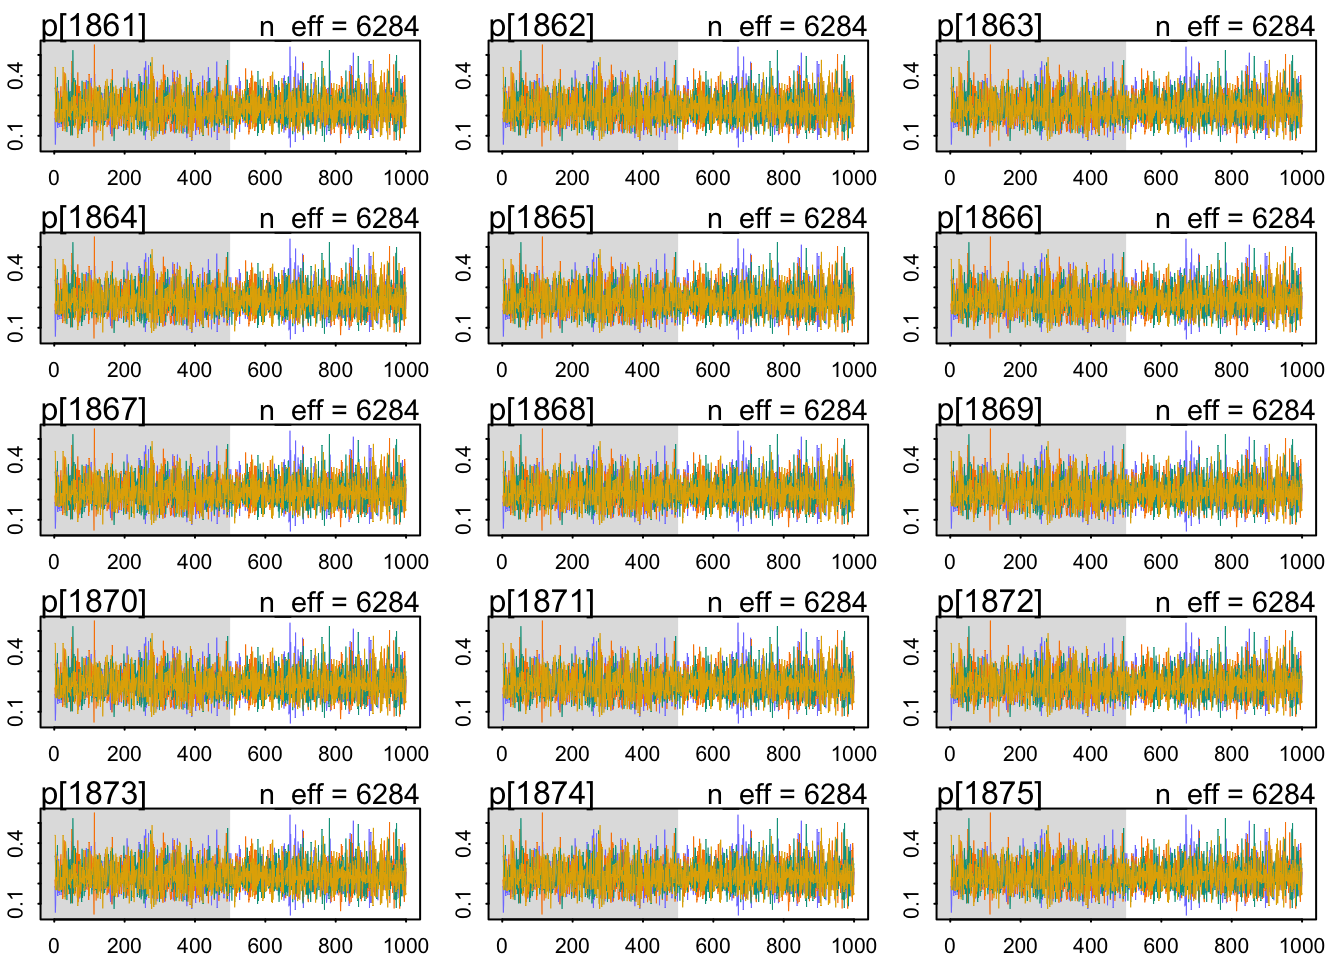 p[1861] n_eff = 6284 p[1862] n_eff = 6284 p[1863] n_eff = 6284
0.1 0.4 0.1 0.4 0.1 0.4
0 200 400 600 800 1000 0 200 400 600 800 1000 0 200 400 600 800 1000
p[1864] n_eff = 6284 p[1865] n_eff = 6284 p[1866] n_eff = 6284
0.1 0.4 0.1 0.4 0.1 0.4
0 200 400 600 800 1000 0 200 400 600 800 1000 0 200 400 600 800 1000
p[1867] n_eff = 6284 p[1868] n_eff = 6284 p[1869] n_eff = 6284
0.1 0.4 0.1 0.4 0.1 0.4
0 200 400 600 800 1000 0 200 400 600 800 1000 0 200 400 600 800 1000
p[1870] n_eff = 6284 p[1871] n_eff = 6284 p[1872] n_eff = 6284
0.1 0.4 0.1 0.4 0.1 0.4
0 200 400 600 800 1000 0 200 400 600 800 1000 0 200 400 600 800 1000
p[1873] n_eff = 6284 p[1874] n_eff = 6284 p[1875] n_eff = 6284
0.1 0.4 0.1 0.4 0.1 0.4
0 200 400 600 800 1000 0 200 400 600 800 1000 0 200 400 600 800 1000